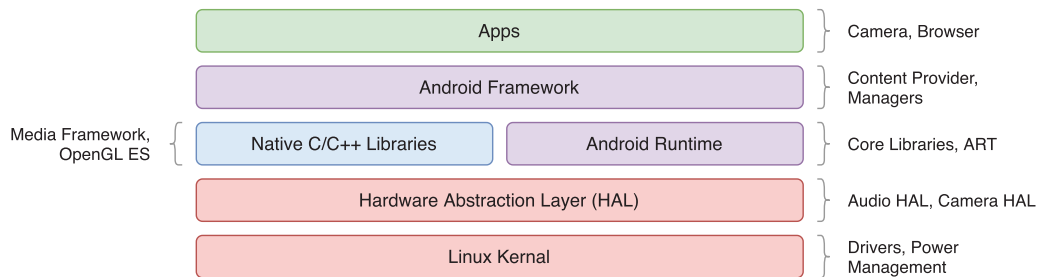 Apps
Camera, Browser
Android Framework
Content Provider,
Managers
Media Framework,
OpenGL ES
Native C/C++ Libraries
Android Runtime
Core Libraries, ART
Hardware Abstraction Layer (HAL)
Audio HAL, Camera HAL
Linux Kernal
Drivers, Power
Management